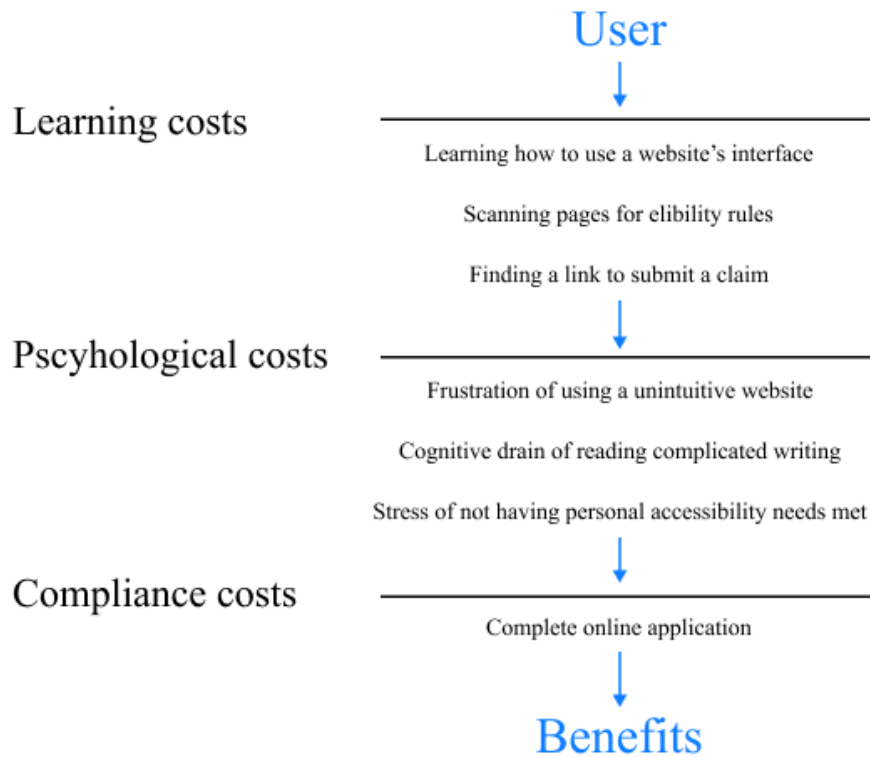 User
Learning costs
Learning how to use a website’s interface
Scanning pages for elibility rules
Finding a link to submit a claim
Pscyhological costs
Frustration of using a unintuitive website
Cognitive drain of reading complicated writing
Stress of not having personal accessibility needs met
Compliance costs
Complete online application
Benefits